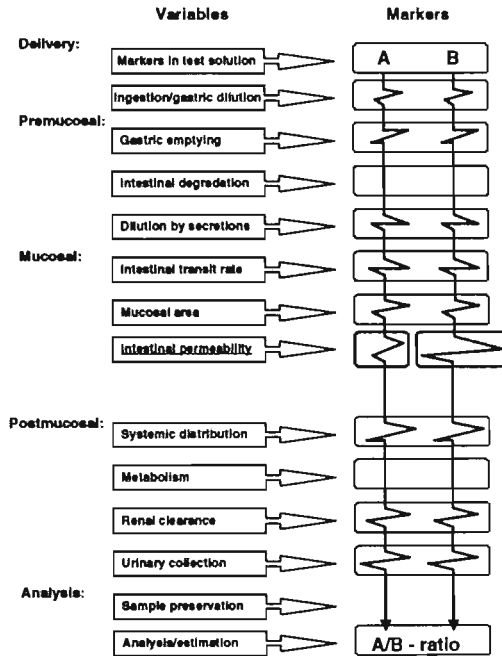 Variables Markers
Delivery:
Markers in test solution A B
Ingestion/gastric dilution
Premucosal:
Gastric emptying
Intestinal degradation
Dilution by secretions
Mucosal:
Intestinal transit rate
Mucosal area
Intestinal permeability
Postmucosal:
Systemic distribution
Metabolism
Renal clearance
Urinary collection
Analysis:
Sample preservation
Analysis/estimation A/B - ratio